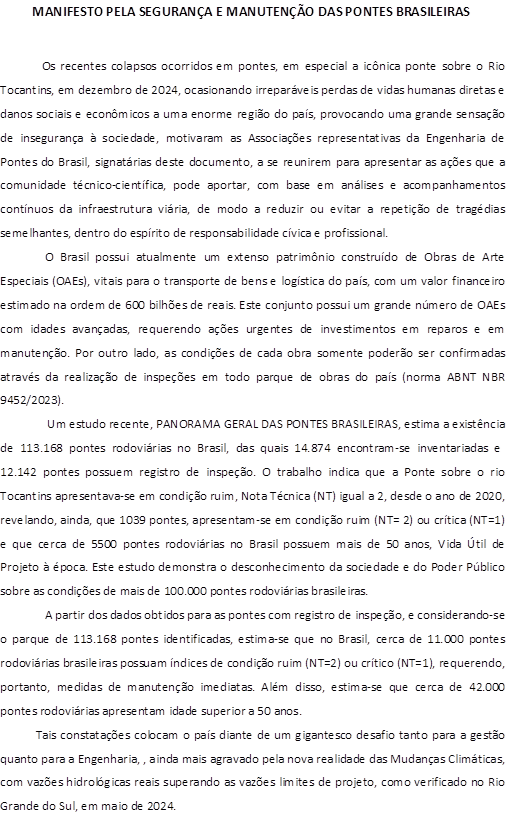 MANIFESTO PELA SEGURANÇA E MANUTENÇÃO DAS PONTES BRASILEIRAS
Os recentes colapsos ocorridos em pontes, em especial a icônica ponte sobre o Rio
Tocantins, em dezembro de 2024, ocasionando irreparáveis perdas de vidas humanas diretas e
danos sociais e econômicos a uma enorme região do país, provocando uma grande sensação
de insegurança à sociedade, motivaram as Associações representativas da Engenharia de
Pontes do Brasil, signatárias deste documento, a se reunirem para apresentar as ações que a
comunidade técnico-científica, pode aportar, com base em análises e acompanhamentos
contínuos da infraestrutura viária, de modo a reduzir ou evitar a repetição de tragédias
semelhantes, dentro do espírito de responsabilidade cívica e profissional.
O Brasil possui atualmente um extenso patrimônio construído de Obras de Arte
Especiais (OAEs), vitais para o transporte de bens e logística do país, com um valor financeiro
estimado na ordem de 600 bilhões de reais. Este conjunto possui um grande número de OAEs
com idades avançadas, requerendo ações urgentes de investimentos em reparos e em
manutenção. Por outro lado, as condições de cada obra somente poderão ser confirmadas
através da realização de inspeções em todo parque de obras do país (norma ABNT NBR
9452/2023).
Um estudo recente, PANORAMA GERAL DAS PONTES BRASILEIRAS, estima a existência
de 113.168 pontes rodoviárias no Brasil, das quais 14.874 encontram-se inventariadas e
12.142 pontes possuem registro de inspeção. O trabalho indica que a Ponte sobre o rio
Tocantins apresentava-se em condição ruim, Nota Técnica (NT) igual a 2, desde o ano de 2020,
revelando, ainda, que 1039 pontes, apresentam-se em condição ruim (NT= 2) ou crítica (NT=1)
e que cerca de 5500 pontes rodoviárias no Brasil possuem mais de 50 anos, Vida Útil de
Projeto à época. Este estudo demonstra o desconhecimento da sociedade e do Poder Público
sobre as condições de mais de 100.000 pontes rodoviárias brasileiras.
A partir dos dados obtidos para as pontes com registro de inspeção, e considerando-se
o parque de 113.168 pontes identificadas, estima-se que no Brasil, cerca de 11.000 pontes
rodoviárias brasileiras possuam índices de condição ruim (NT=2) ou crítico (NT=1), requerendo,
portanto, medidas de manutenção imediatas. Além disso, estima-se que cerca de 42.000
pontes rodoviárias apresentam idade superior a 50 anos.
Tais constatações colocam o país diante de um gigantesco desafio tanto para a gestão
quanto para a Engenharia, , ainda mais agravado pela nova realidade das Mudanças Climáticas,
com vazões hidrológicas reais superando as vazões limites de projeto, como verificado no Rio
Grande do Sul, em maio de 2024.